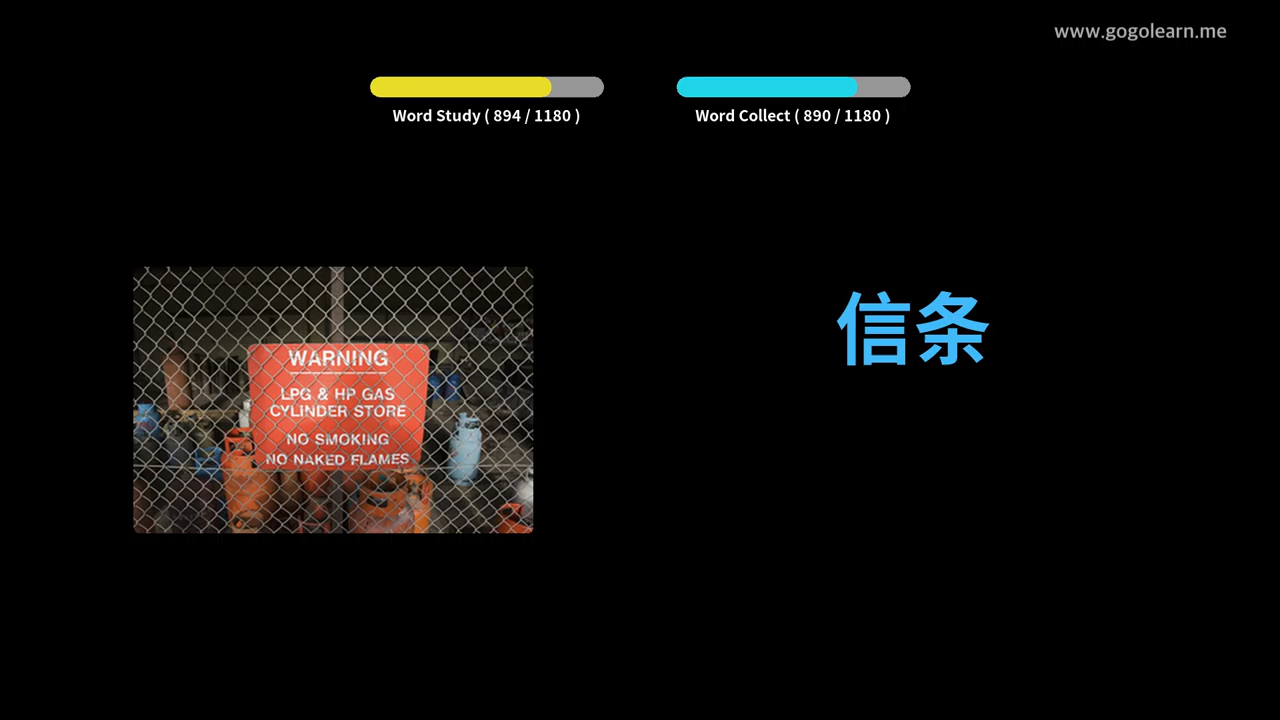 www.gogolearn.me
Word Study ( 894 / 1180 )
Word Collect ( 890 / 1180 )
信条
WARNING
LPG & HP GAS
CYLINDER STORE
NO SMOKING
NO NAKED FLAMES